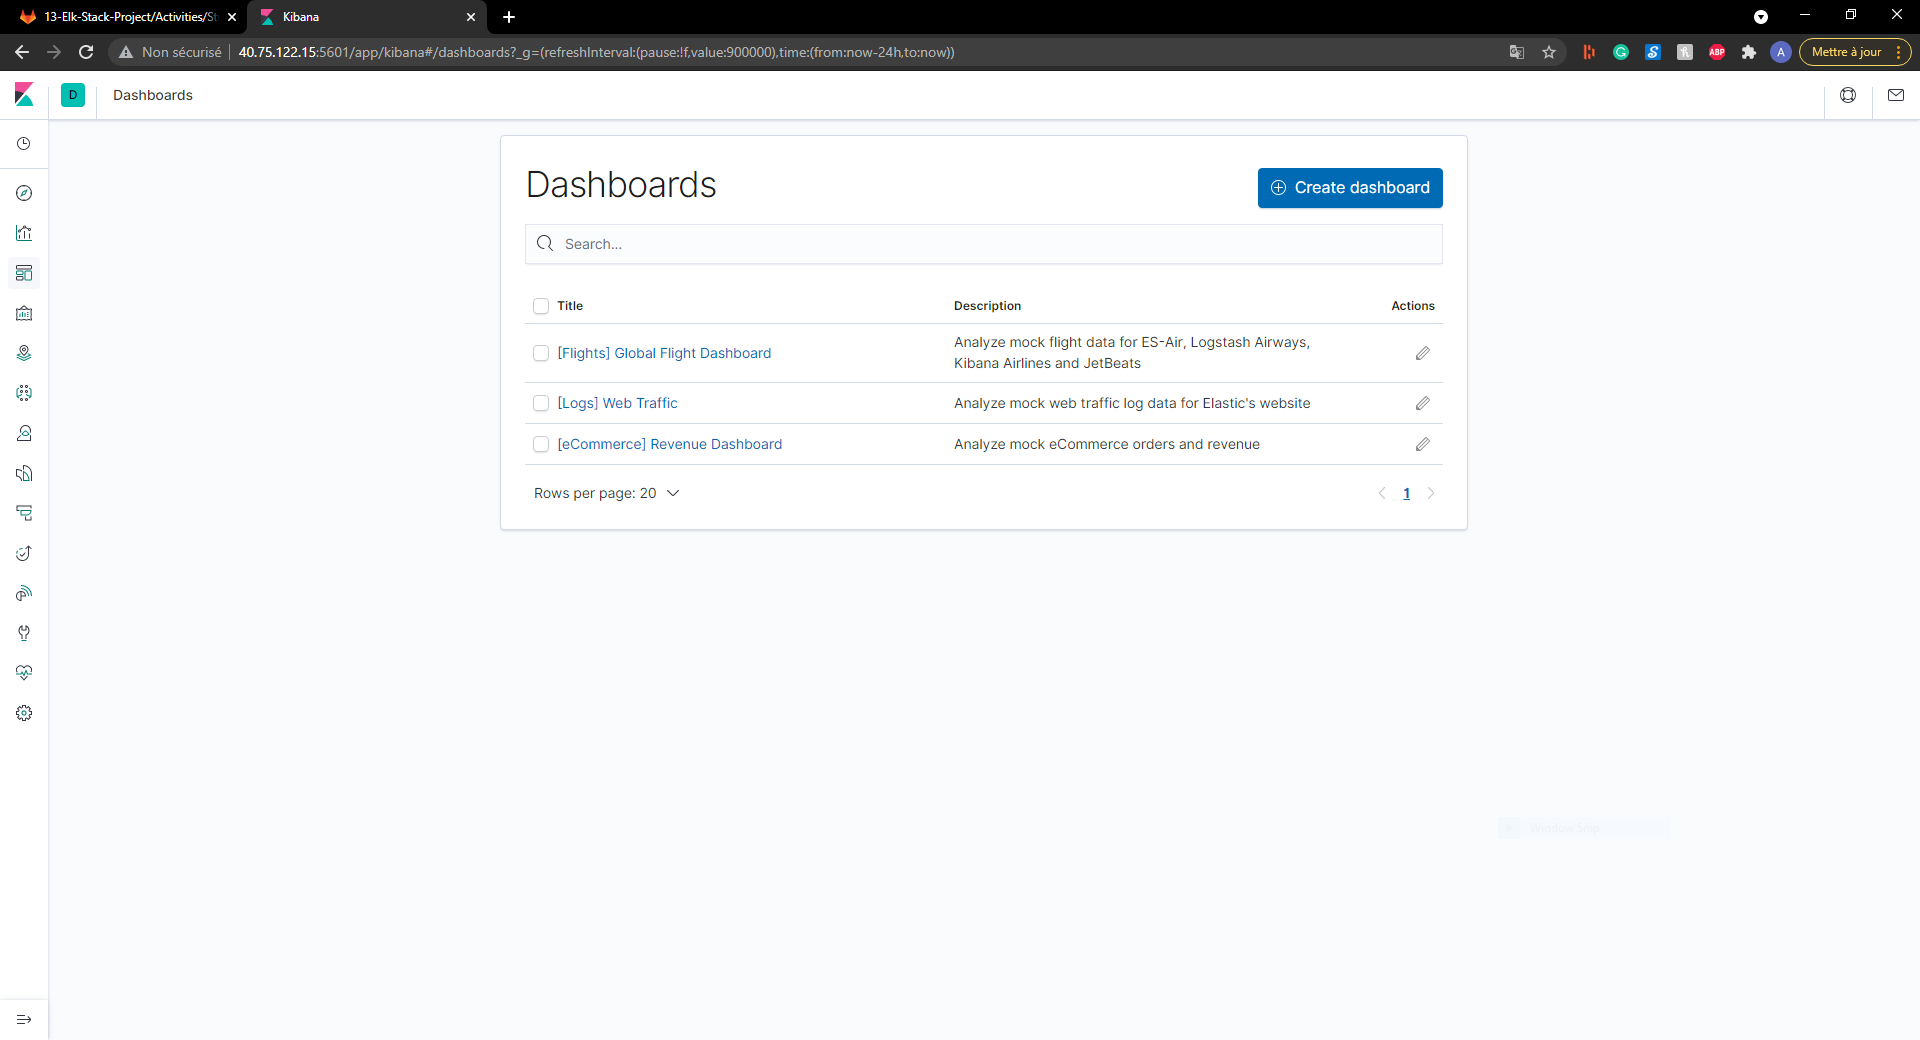 13-Elk-Stack-Project/Activities/St
Kibana
Non sécurisé
40.75.122.15:5601/app/kibana#/dashboards?_g=(refreshInterval:(pause:!f,value:900000),time:(from:now-24h,to:now))
ABP
A
Mettre à jour
D
Dashboards
Dashboards
Create dashboard
Search...
Title
Description
Actions
[Flights] Global Flight Dashboard
Analyze mock flight data for ES-Air, Logstash Airways,
Kibana Airlines and JetBeats
[Logs] Web Traffic
Analyze mock web traffic log data for Elastic's website
[eCommerce] Revenue Dashboard
Analyze mock eCommerce orders and revenue
Rows per page: 20
1
Window Snip